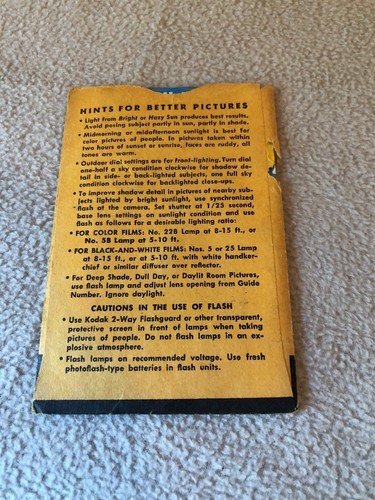 HINTS FOR BETTER PICTURES
• Light from Bright or Hazy Sun produces best results.
Avoid posing subject partly in sun, partly in shade.
• Midmorning or midafternoon sunlight is best for
color pictures of people. In pictures taken within
two hours of sunset or sunrise, faces are ruddy, all
tones are warm.
• Outdoor dial settings are for front-lighting. Turn dial
one-half a sky condition clockwise for shadow de-
tail in side- or back-lighted subjects, one full sky
condition clockwise for backlighted close-ups.
• To improve shadow detail in pictures of nearby sub-
jects lighted by bright sunlight, use synchronized
flash at the camera. Set shutter at 1/25 second,
base lens settings on sunlight condition and use
flash as follows for a desirable lighting ratio:
• FOR COLOR FILMS: No. 22B Lamp at 8-15 ft., or
No. 5B Lamp at 5-10 ft.
• FOR BLACK-AND-WHITE FILMS: Nos. 5 or 25 Lamp
at 8-15 ft., or at 5-10 ft. with white handker-
chief or similar diffuser over reflector.
• For Deep Shade, Dull Day, or Daylit Room Pictures,
use flash lamp and adjust lens opening from Guide
Number. Ignore daylight.
CAUTIONS IN THE USE OF FLASH
• Use Kodak 2-Way Flashguard or other transparent,
protective screen in front of lamps when taking
pictures of people. Do not flash lamps in an ex-
plosive atmosphere.
• Flash lamps on recommended voltage. Use fresh
photoflash-type batteries in flash units.